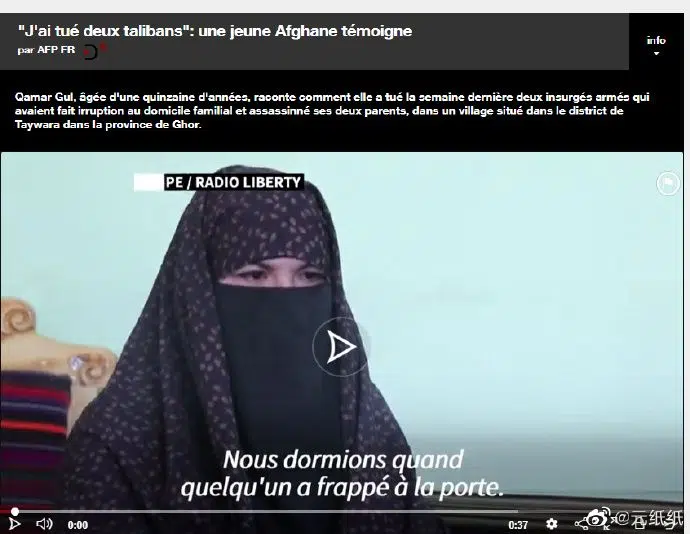 "J'ai tué deux talibans": une jeune Afghane témoigne
par AFP FR
info
Qamar Gul, âgée d'une quinzaine d'années, raconte comment elle a tué la semaine dernière deux insurgés armés qui
avaient fait irruption au domicile familial et assassiné ses deux parents, dans un village situé dans le district de
Taywara dans la province de Ghor.
PE / RADIO LIBERTY
Nous dormions quand
quelqu'un a frappé à la porte.
0:00
0:37
@元纸纸